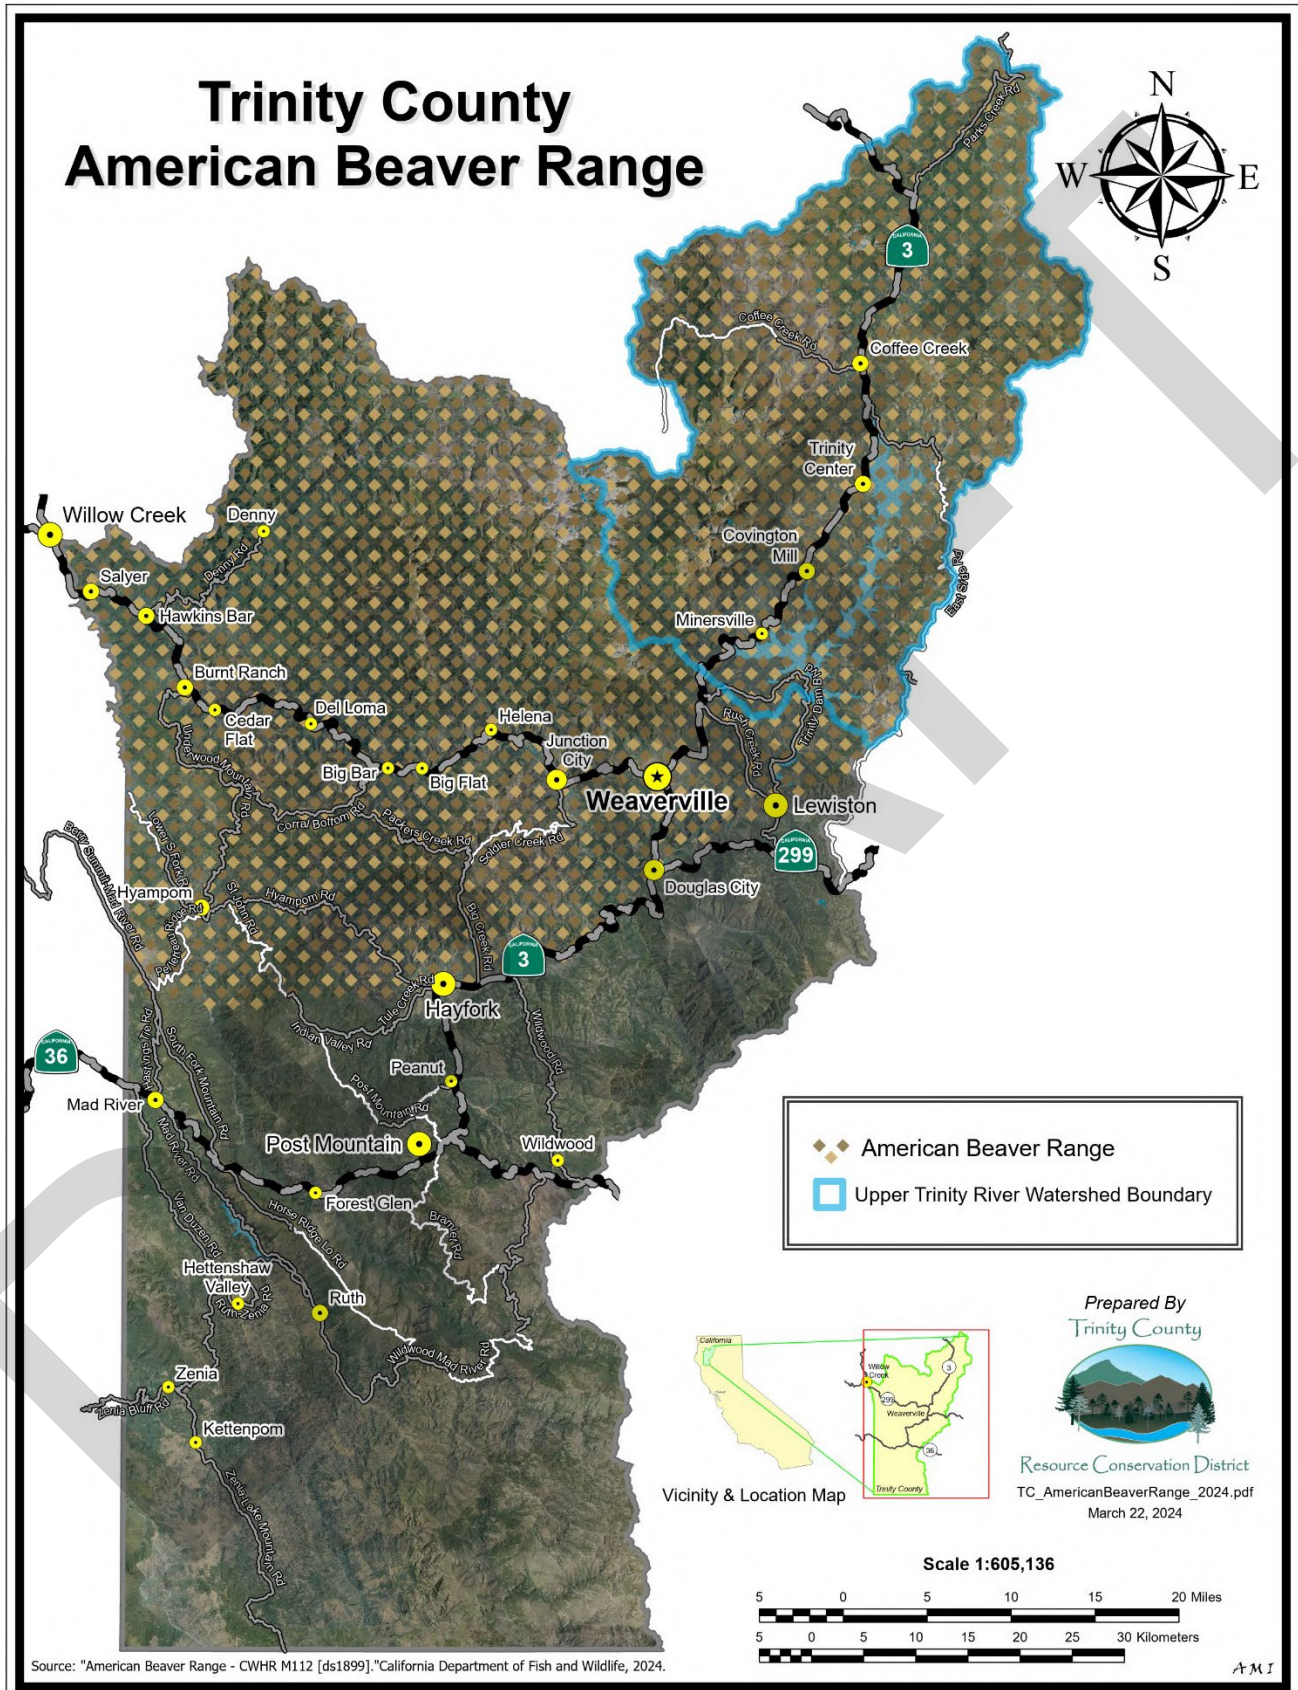 Trinity County
American Beaver Range
N
W
E
S
Parks Creek Rd
CALIFORNIA
3
Coffee Creek Rd
Coffee Creek
Trinity
Center
Willow Creek
Denny
Denny Rd
Covington
Mill
Salyer
East Side Rd
Hawkins Bar
Minersville
Burnt Ranch
Trinity Dam Blvd
Cedar
Flat
Del Loma
Helena
Rush Creek Rd
Junction
City
Underwood Mountain Rd
Big Bar
Big Flat
Weaverville
Lewiston
Corral Bottom Rd
Packers Creek Rd
Soldier Creek Rd
Lower S Fork Rd
CALIFORNIA
299
Berry Summit-Mad River Rd
Hyampom
St John Rd
Hyampom Rd
Douglas City
Big Creek Rd
CALIFORNIA
3
Tule Creek Rd
Hayfork
Indian Valley Rd
Wildwood Rd
CALIFORNIA
36
South Fork Mountain Rd
Peanut
Mad River
Post Mountain Rd
Post Mountain
Wildwood
Mad River Rd
Forest Glen
Van Duzen Rd
Horse Ridge Lo Rd
Hettenshaw
Valley
Ruth-Zenia Rd
Ruth
Wildwood Mad River Rd
Zenia
Zenia Bluff Rd
Kettenpom
Zenia-Lake Mountain Rd
American Beaver Range
Upper Trinity River Watershed Boundary
California
Willow
Creek
3
299
Weaverville
36
Trinity County
Vicinity & Location Map
Prepared By
Trinity County
Resource Conservation District
TC_AmericanBeaverRange_2024.pdf
March 22, 2024
Scale 1:605,136
5 0 5 10 15 20 Miles
5 0 5 10 15 20 25 30 Kilometers
Source: "American Beaver Range - CWHR M112 [ds1899]."California Department of Fish and Wildlife, 2024.
AMI
DRAFT